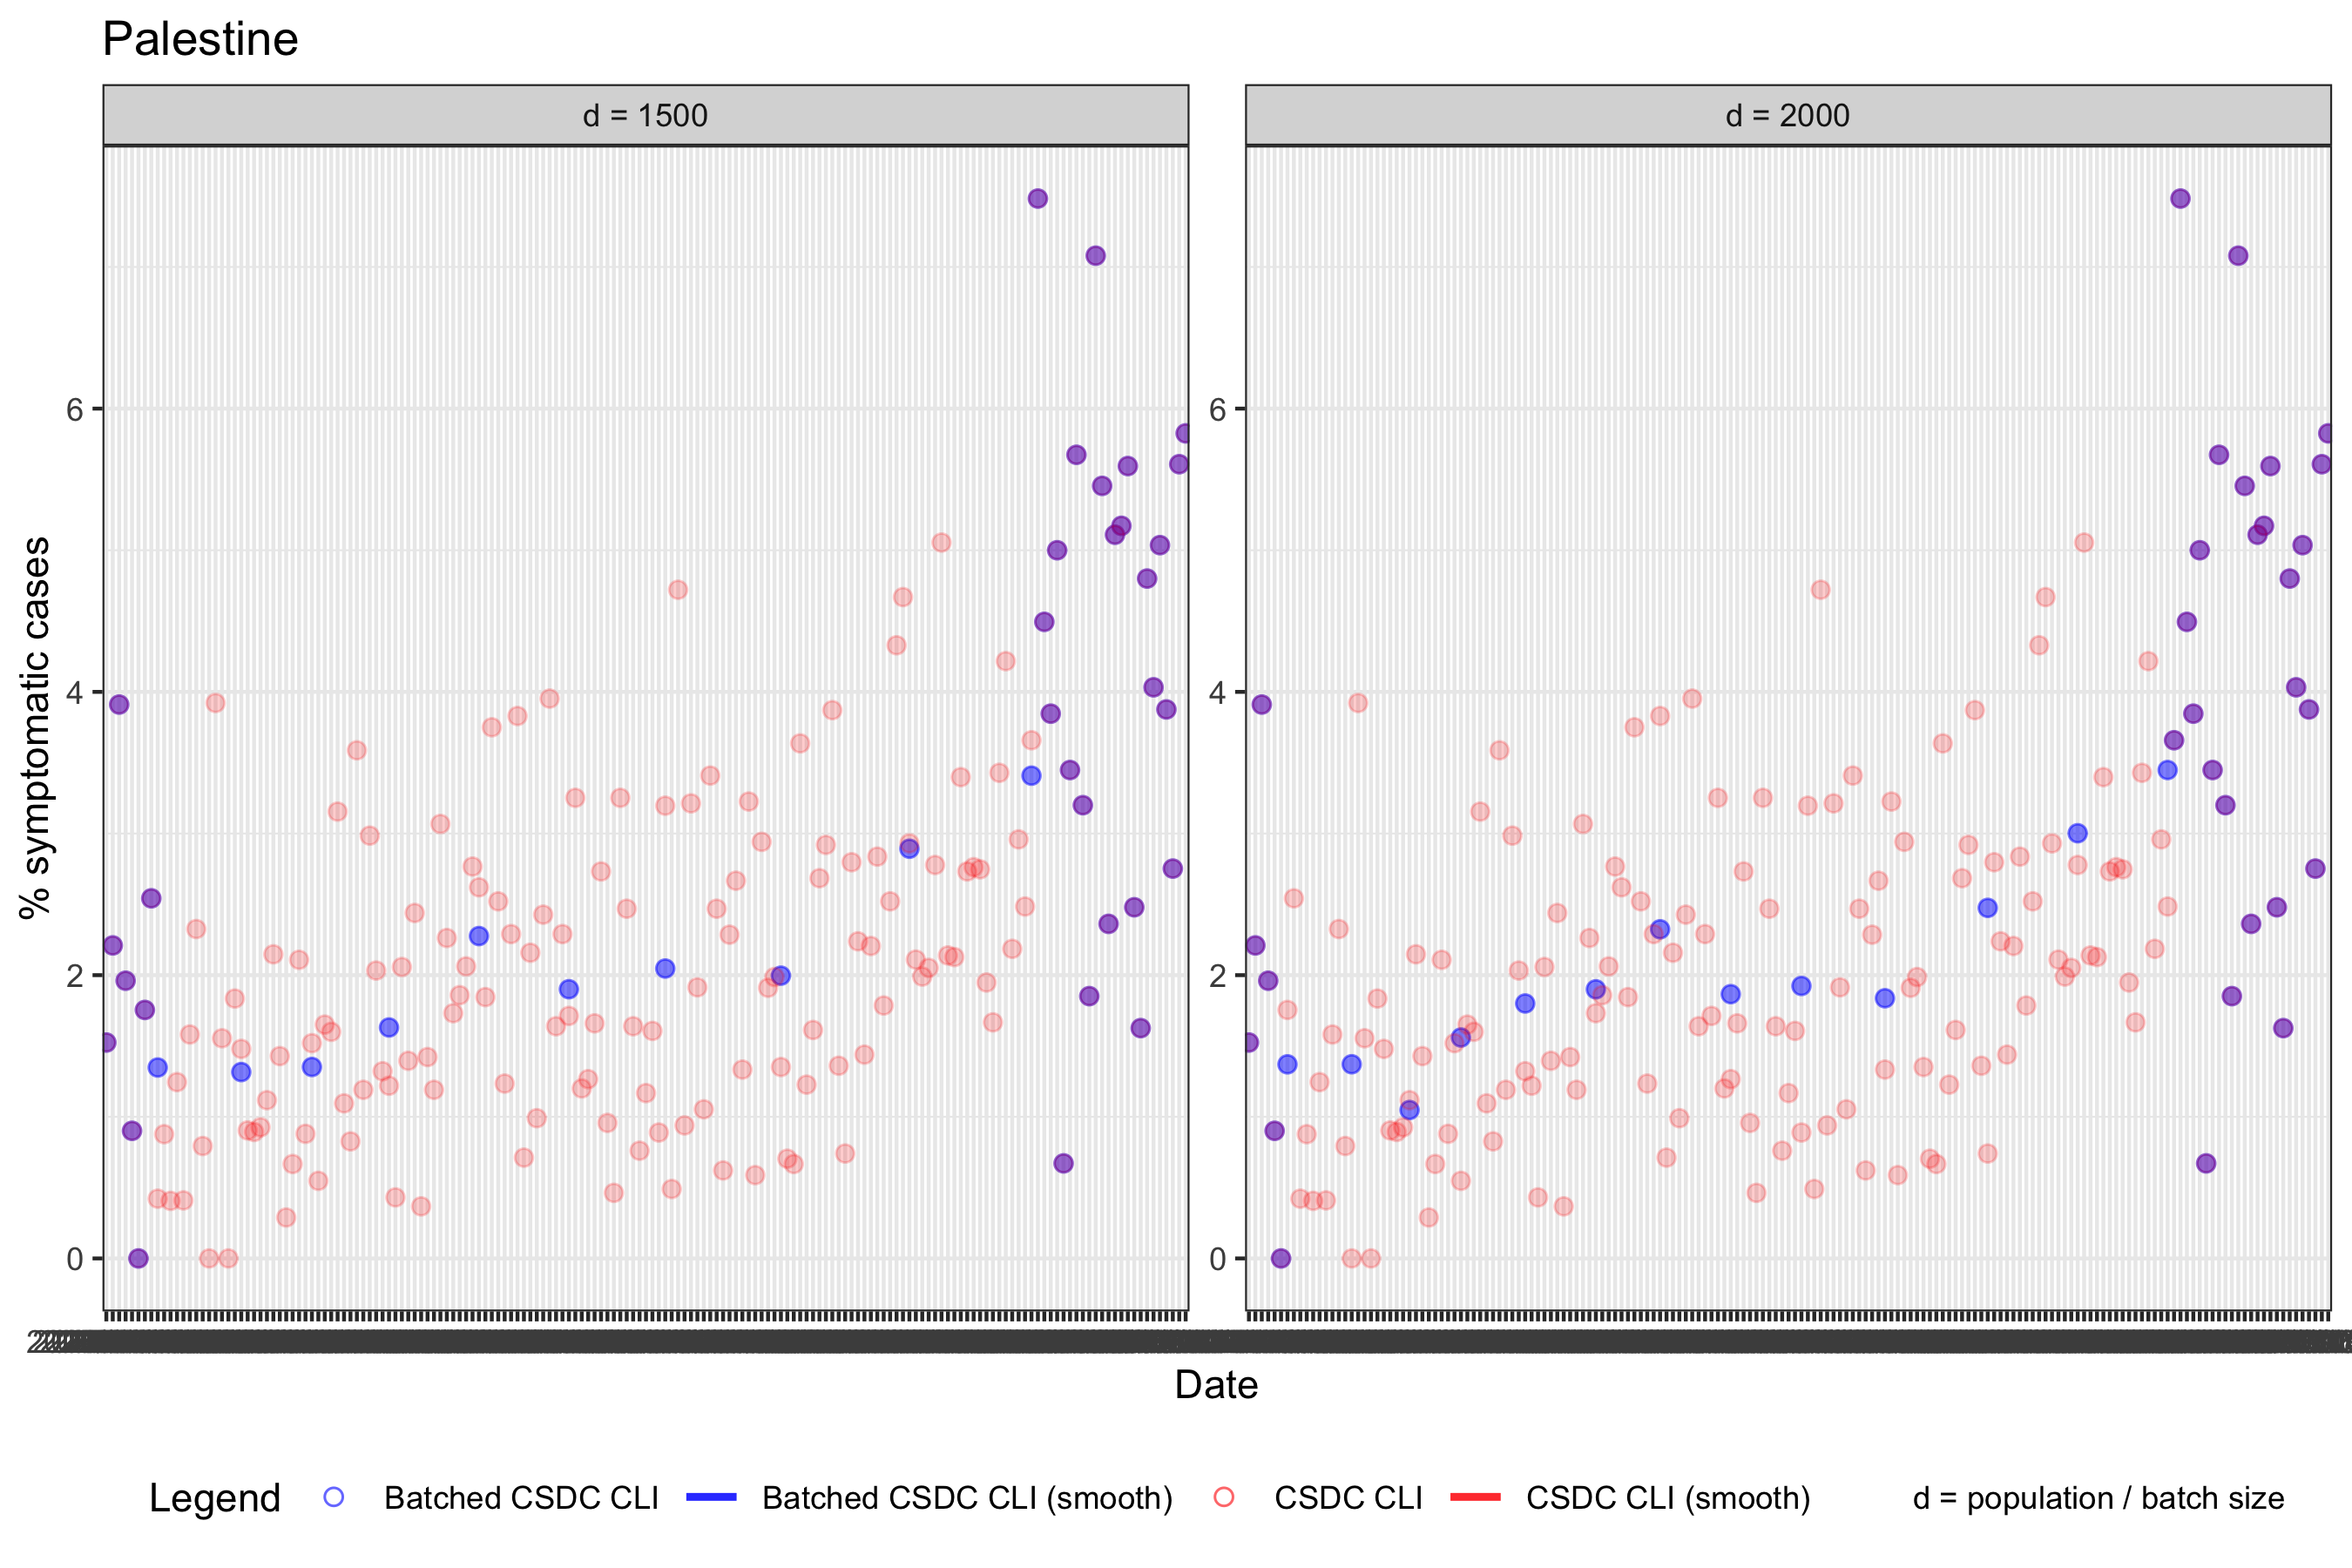 Palestine
d = 1500
d = 2000
% symptomatic cases
6
4
2
0
6
4
2
0
Date
Legend
Batched CSDC CLI
Batched CSDC CLI (smooth)
CSDC CLI
CSDC CLI (smooth)
d = population / batch size